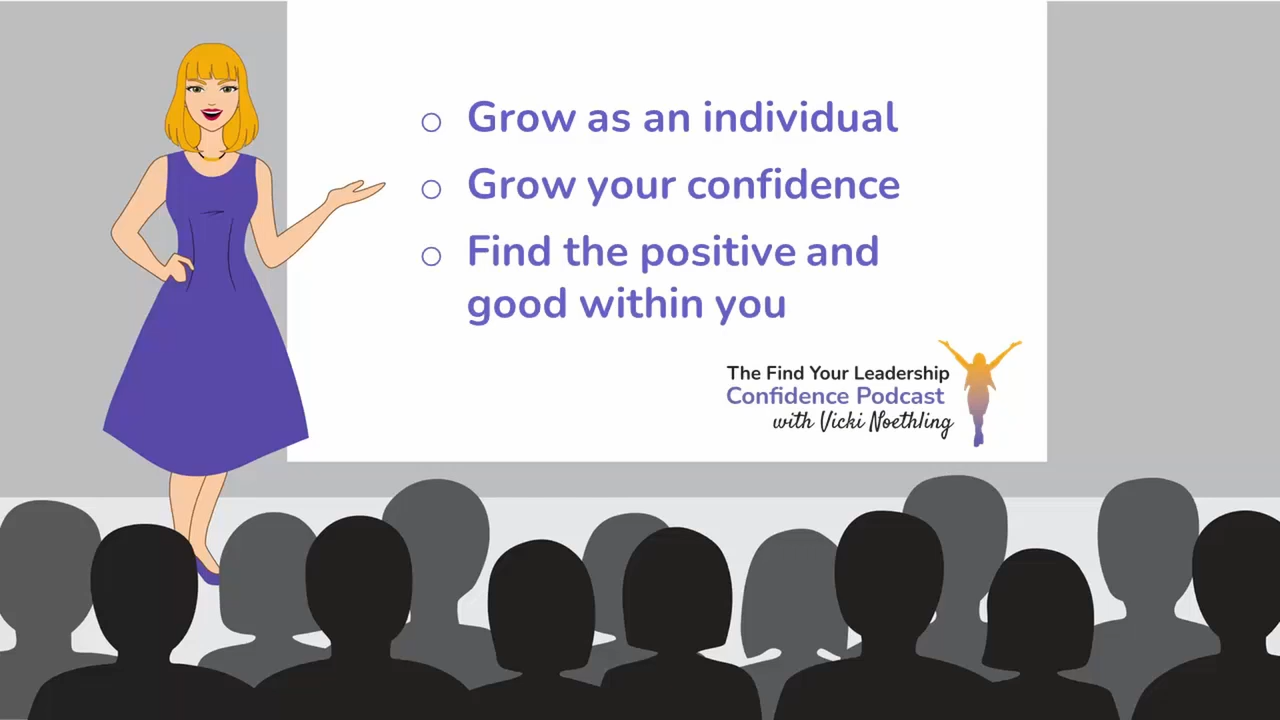 Grow as an individual
Grow your confidence
Find the positive and
good within you
The Find Your Leadership
Confidence Podcast
with Vicki Noethling